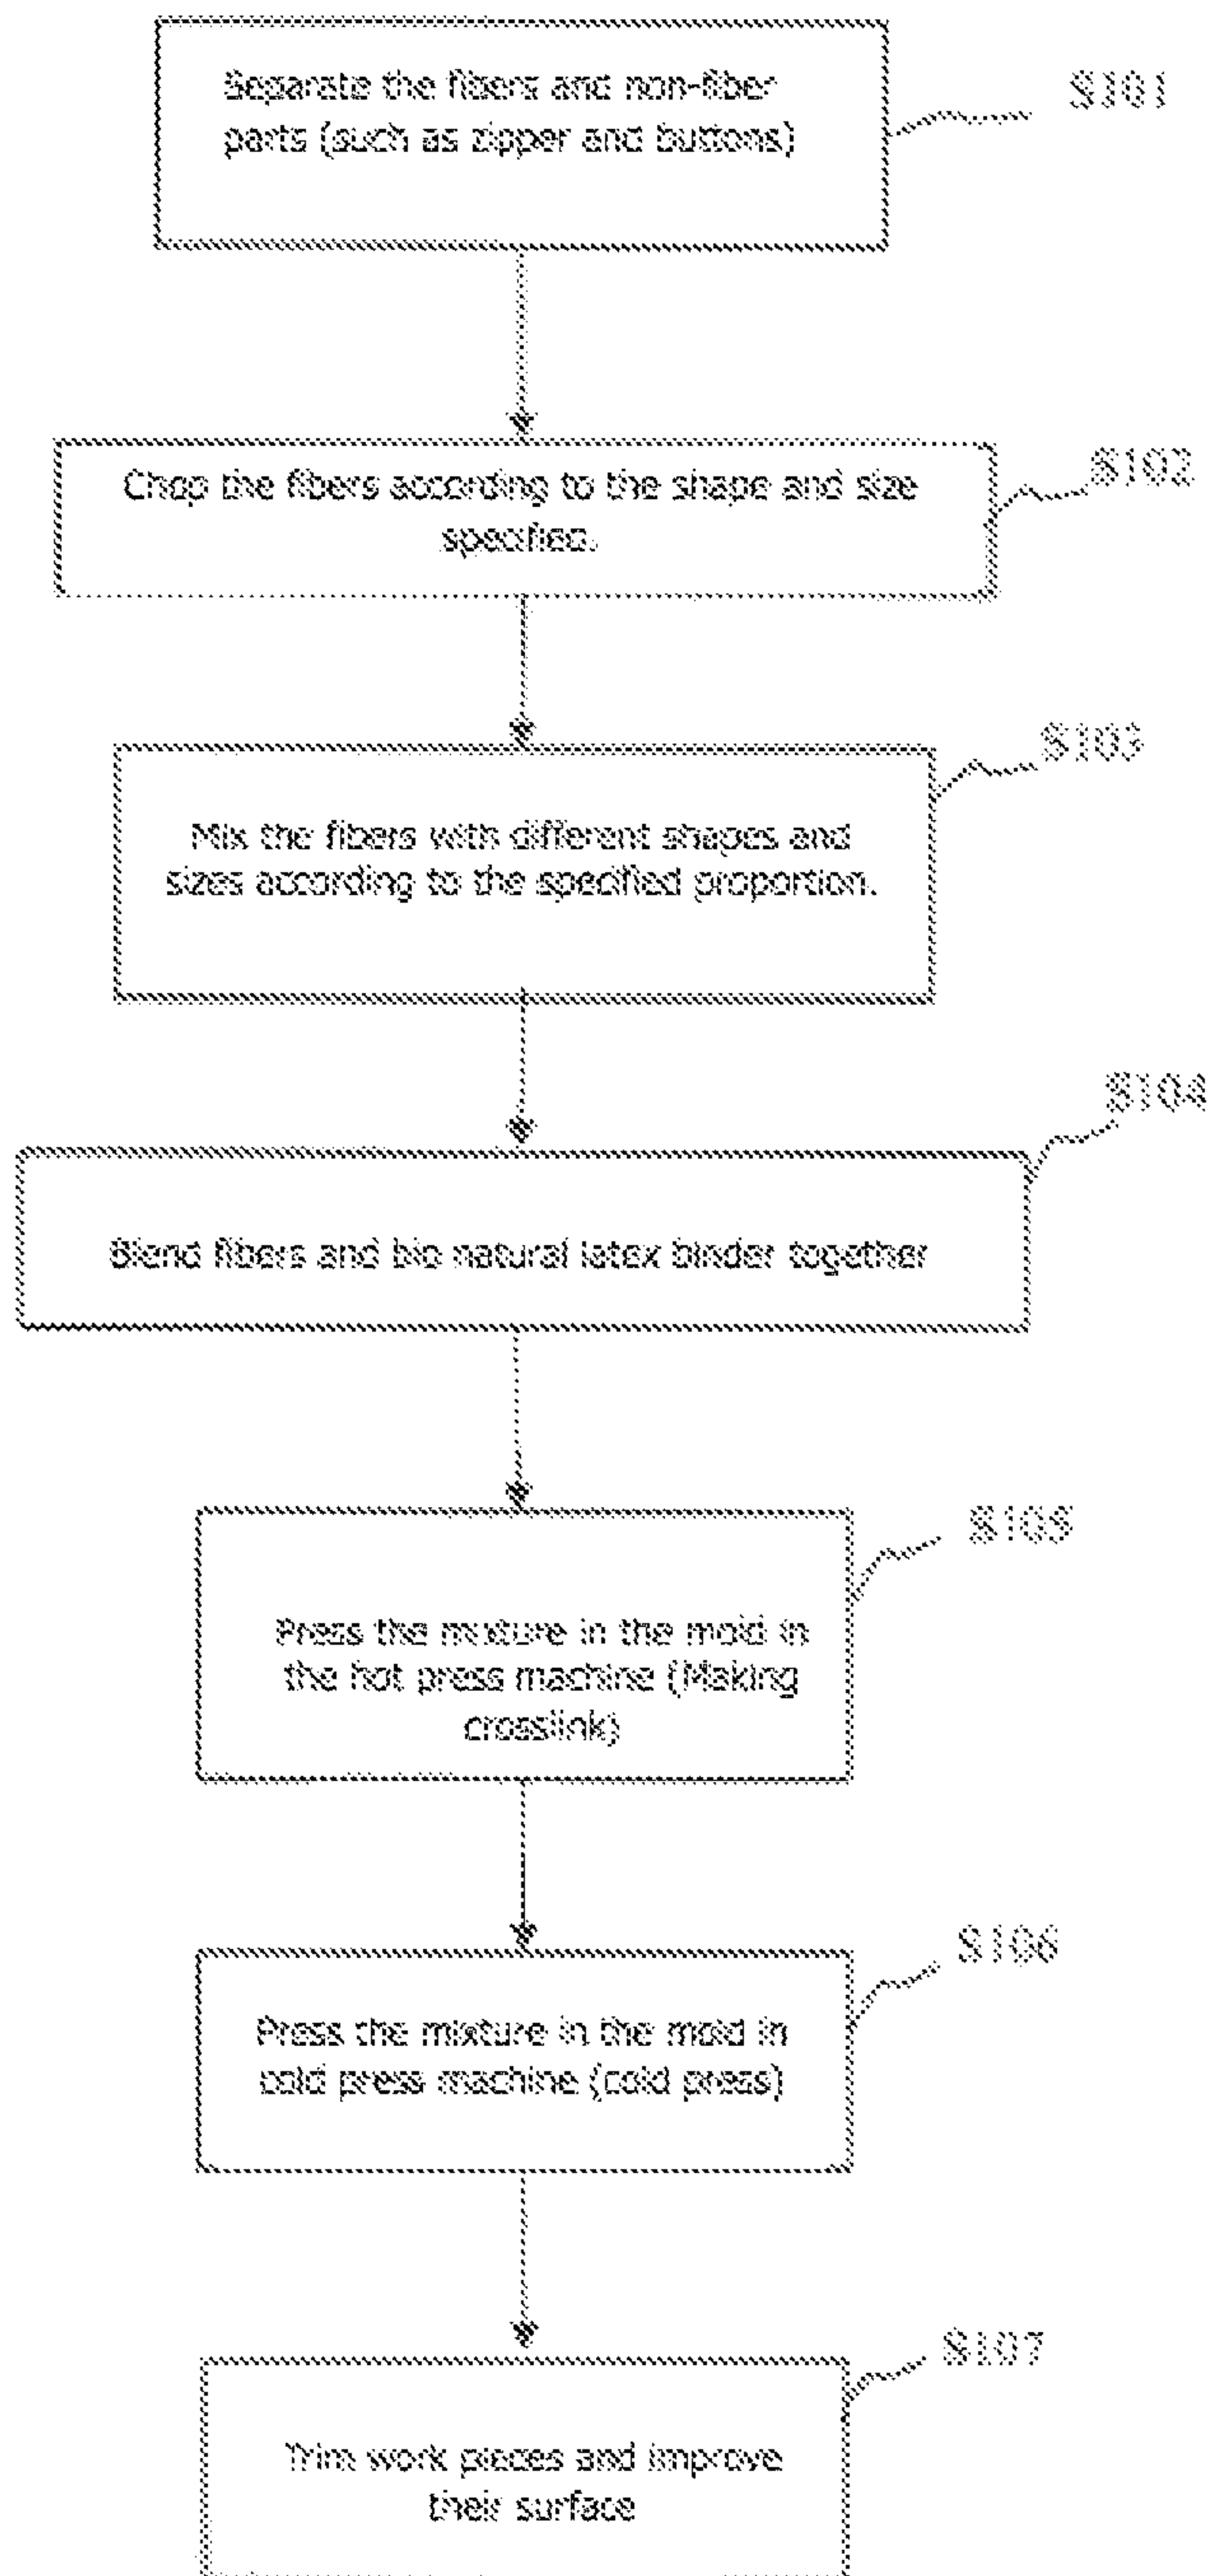 Separate the fibers and non-fiber
parts (such as zipper and buttons)
S101
Chop the fibers according to the shape and size
specified.
S102
Mix the fibers with different shapes and
sizes according to the specified proportion.
S103
Blend fibers and bio natural latex binder together
S104
Press the mixture in the mold in
the hot press machine (Making
crosslink)
S105
Press the mixture in the mold in
cold press machine (cold press)
S106
Trim work pieces and improve
their surface
S107